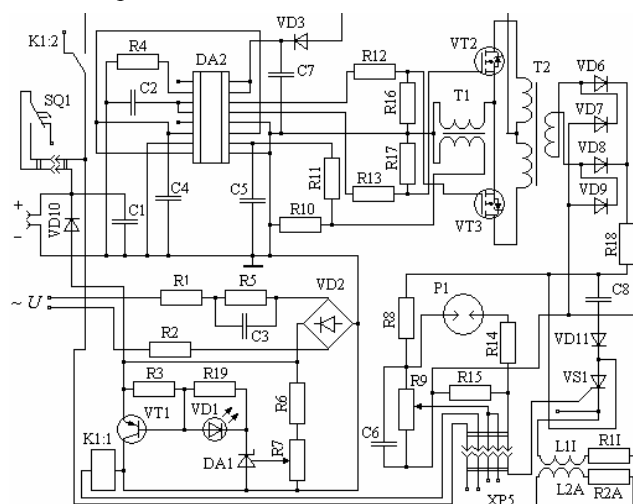 K1:2
R4
DA2
VD3
C7
R12
VT2
T2
VD6
C2
R16
T1
VD7
SQ1
VD8
R17
VD9
+
–
VD10
C1
C4
C5
R11
R13
R10
VT3
R18
~ U
R1
R5
VD2
C3
R2
R8
P1
R14
C8
VD11
R3
R19
R9
R15
VS1
VT1
VD1
R6
C6
K1:1
DA1
R7
L1I
R1I
L2A
R2A
XP5